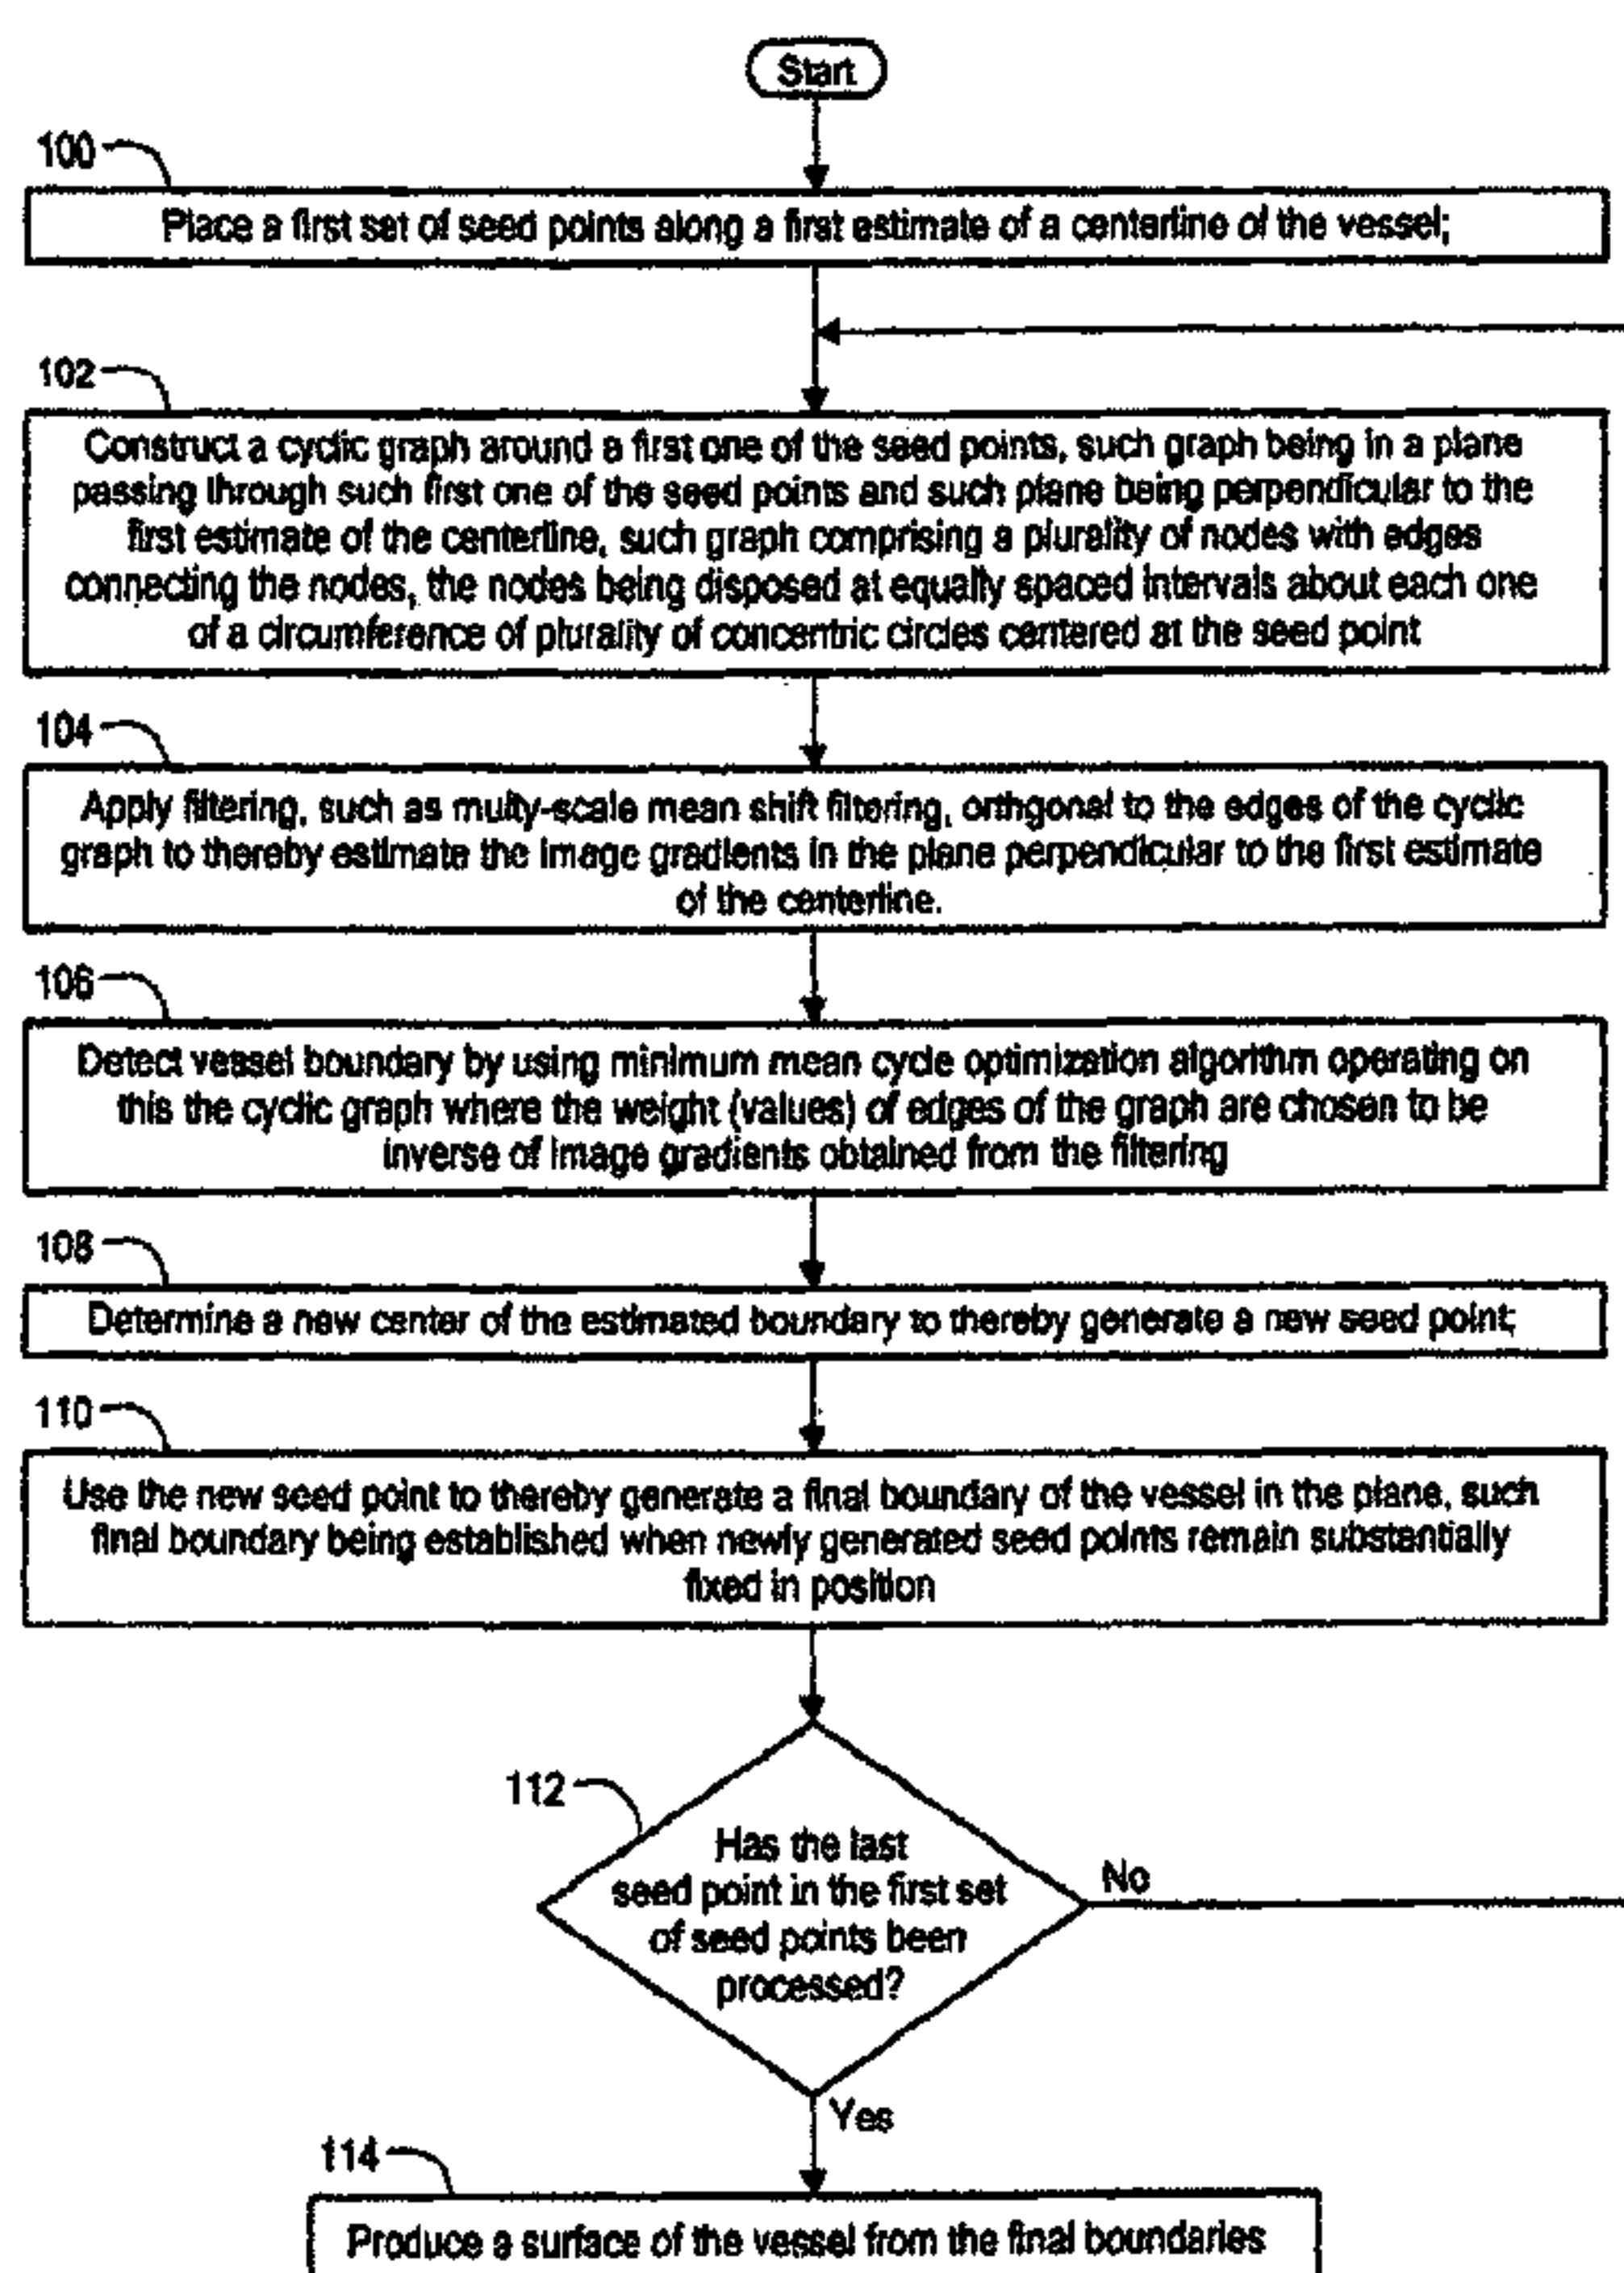 Start
100
Place a first set of seed points along a first estimate of a centerline of the vessel;
102
Construct a cyclic graph around a first one of the seed points, such graph being in a plane
passing through such first one of the seed points and such plane being perpendicular to the
first estimate of the centerline, such graph comprising a plurality of nodes with edges
connecting the nodes, the nodes being disposed at equally spaced intervals about each one
of a circumference of plurality of concentric circles centered at the seed point
104
Apply filtering, such as multy-scale mean shift filtering, orthgonal to the edges of the cyclic
graph to thereby estimate the image gradients in the plane perpendicular to the first estimate
of the centerline.
106
Detect vessel boundary by using minimum mean cycle optimization algorithm operating on
this the cyclic graph where the weight (values) of edges of the graph are chosen to be
inverse of image gradients obtained from the filtering
108
Determine a new center of the estimated boundary to thereby generate a new seed point;
110
Use the new seed point to thereby generate a final boundary of the vessel in the plane, such
final boundary being established when newly generated seed points remain substantially
fixed in position
112
Has the last
seed point in the first set
of seed points been
processed?
No
Yes
114
Produce a surface of the vessel from the final boundaries